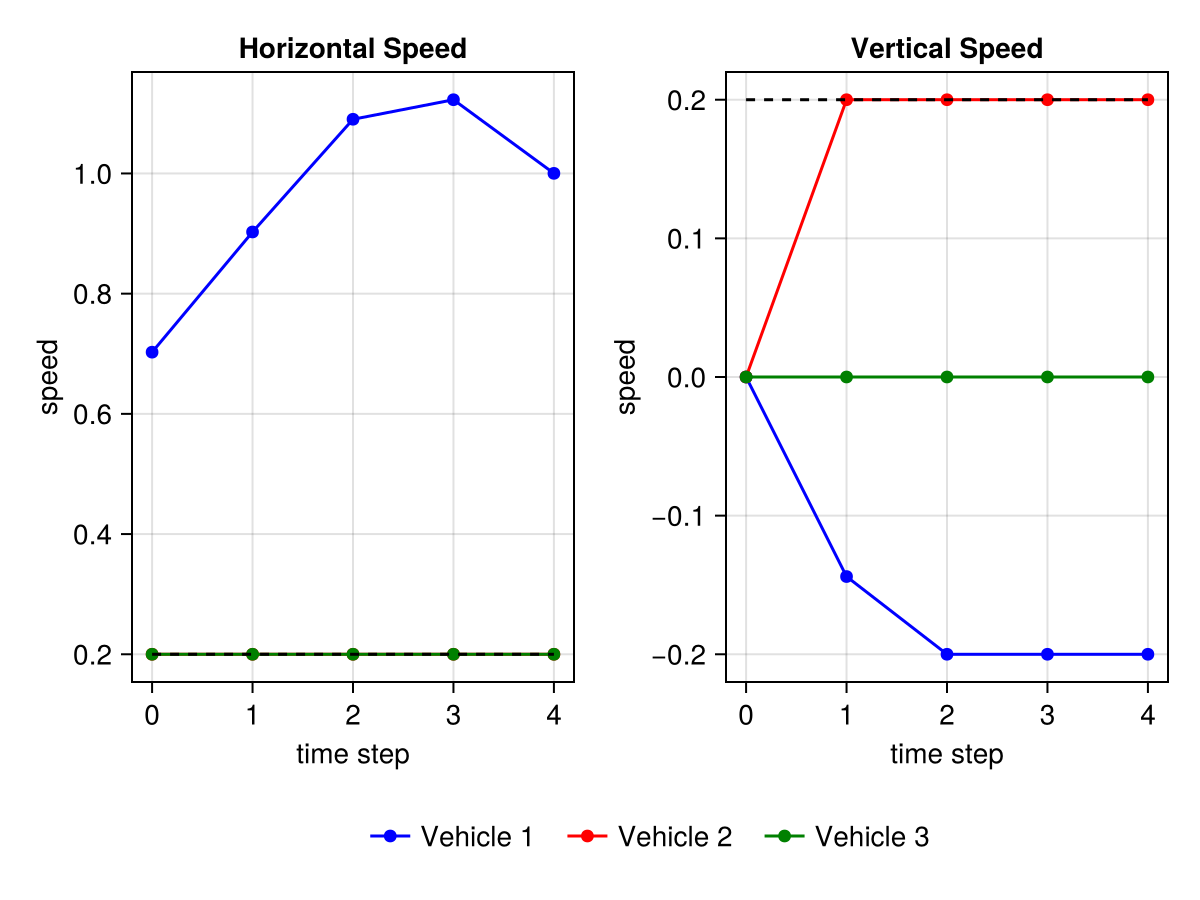 Horizontal Speed
speed
1.0
0.8
0.6
0.4
0.2
0 1 2 3 4
time step
Vertical Speed
speed
0.2
0.1
0.0
−0.1
−0.2
0 1 2 3 4
time step
Vehicle 1 Vehicle 2 Vehicle 3